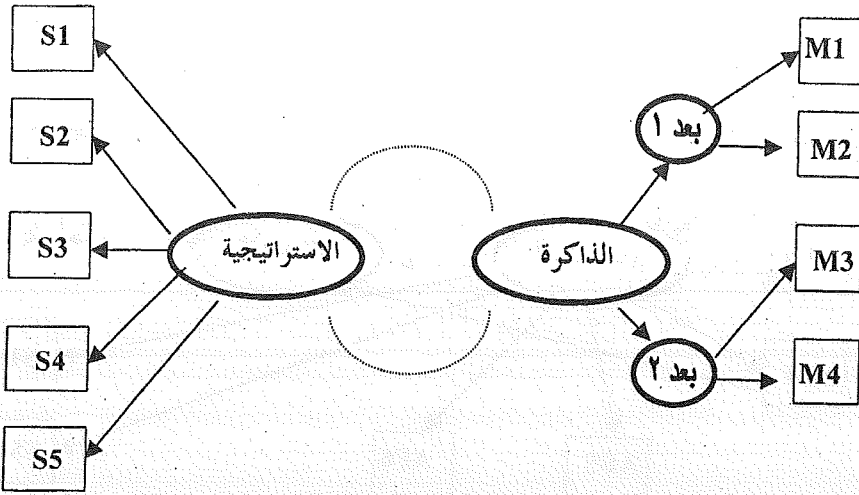 S1
S2
S3
S4
S5
الاستراتيجية
الذاكرة
بعد ١
بعد ٢
M1
M2
M3
M4